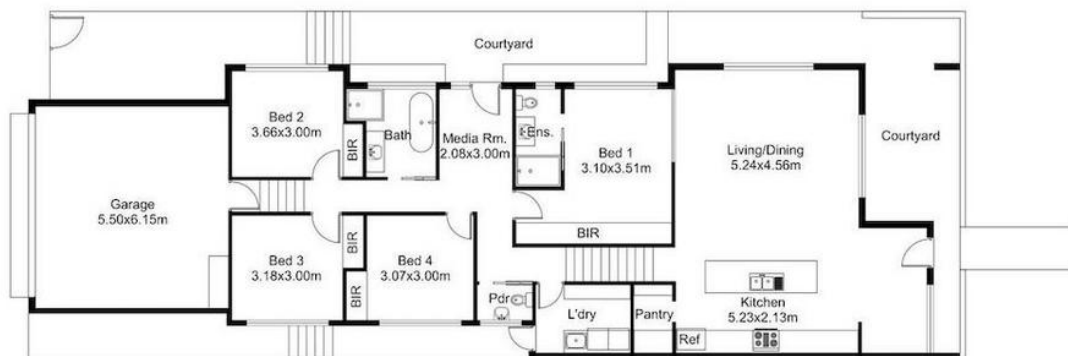 Courtyard
Bed 2
3.66x3.00m
BIR
Bath
Media Rm.
2.08x3.00m
Ens.
Bed 1
3.10x3.51m
BIR
Living/Dining
5.24x4.56m
Courtyard
Garage
5.50x6.15m
Bed 3
3.18x3.00m
BIR
BIR
Bed 4
3.07x3.00m
Pdr
L'dry
Pantry
Ref
Kitchen
5.23x2.13m